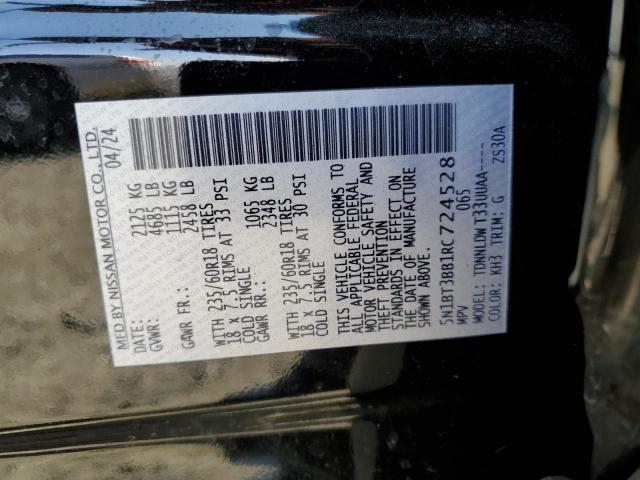 MFD BY NISSAN MOTOR CO., LTD.
DATE: 04/24
GVWR: 2125 KG
4685 LB
GAWR FR: 1115 KG
2458 LB
WITH 235/60R18 TIRES
18 X 7.5 RIMS AT 33 PSI
COLD SINGLE
GAWR RR: 1065 KG
2348 LB
WITH 235/60R18 TIRES
18 X 7.5 RIMS AT 30 PSI
COLD SINGLE
THIS VEHICLE CONFORMS TO
ALL APPLICABLE FEDERAL
MOTOR VEHICLE SAFETY AND
THEFT PREVENTION
STANDARDS IN EFFECT ON
THE DATE OF MANUFACTURE
SHOWN ABOVE.
5N1BT3BB1RC724528
MPV 065
MODEL: TDWNLDW T33UUAA----
COLOR: KH3 TRIM: G ZS30A